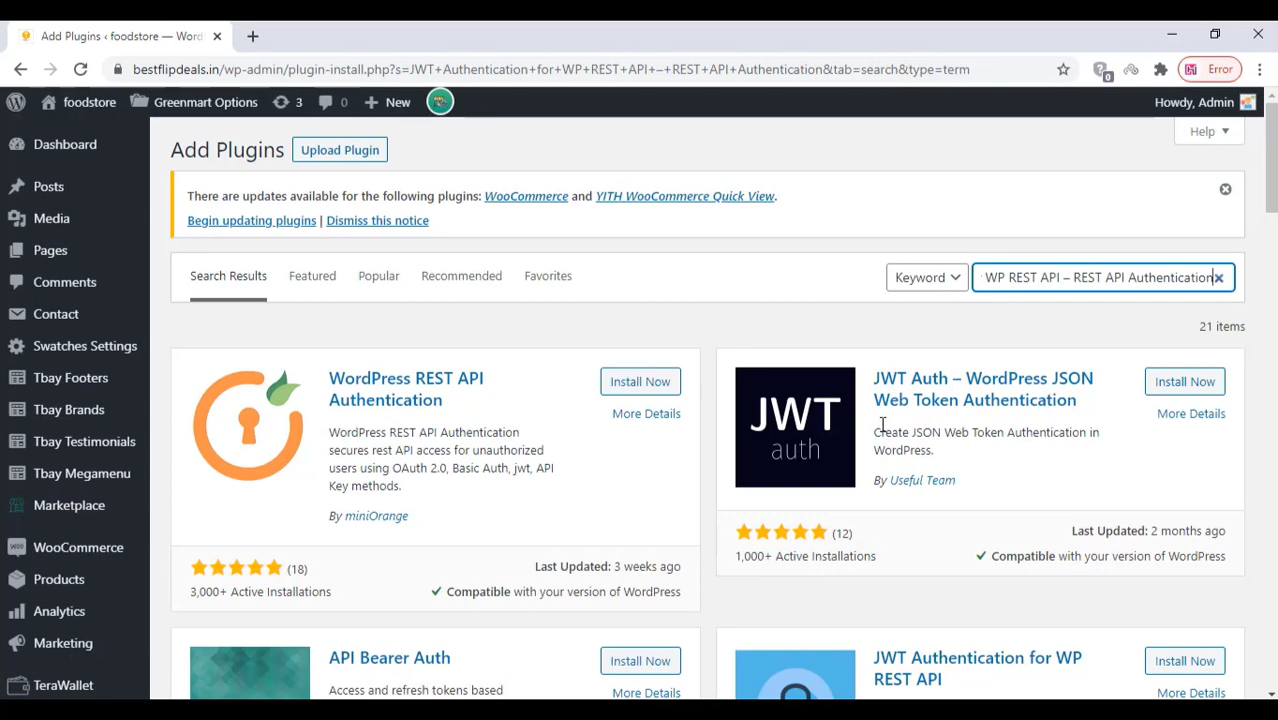 Add Plugins ‹ foodstore — Word
bestflipdeals.in/wp-admin/plugin-install.php?s=JWT+Authentication+for+WP+REST+API+–+REST+API+Authentication&tab=search&type=term
0
Error
foodstore
Greenmart Options
3
0
New
Howdy, Admin
Dashboard
Posts
Media
Pages
Comments
Contact
Swatches Settings
Tbay Footers
Tbay Brands
Tbay Testimonials
Tbay Megamenu
Marketplace
WooCommerce
Products
Analytics
Marketing
TeraWallet
Help
Add Plugins
Upload Plugin
There are updates available for the following plugins: WooCommerce and YITH WooCommerce Quick View.
Begin updating plugins | Dismiss this notice
Search Results
Featured
Popular
Recommended
Favorites
Keyword
WP REST API – REST API Authentication
21 items
WordPress REST API
Authentication
Install Now
More Details
WordPress REST API Authentication
secures rest API access for unauthorized
users using OAuth 2.0, Basic Auth, jwt, API
Key methods.
By miniOrange
(18)
Last Updated: 3 weeks ago
3,000+ Active Installations
Compatible with your version of WordPress
JWT
auth
JWT Auth – WordPress JSON
Web Token Authentication
Install Now
More Details
Create JSON Web Token Authentication in
WordPress.
By Useful Team
(12)
Last Updated: 2 months ago
1,000+ Active Installations
Compatible with your version of WordPress
API Bearer Auth
Install Now
More Details
Access and refresh tokens based
JWT Authentication for WP
REST API
Install Now
More Details